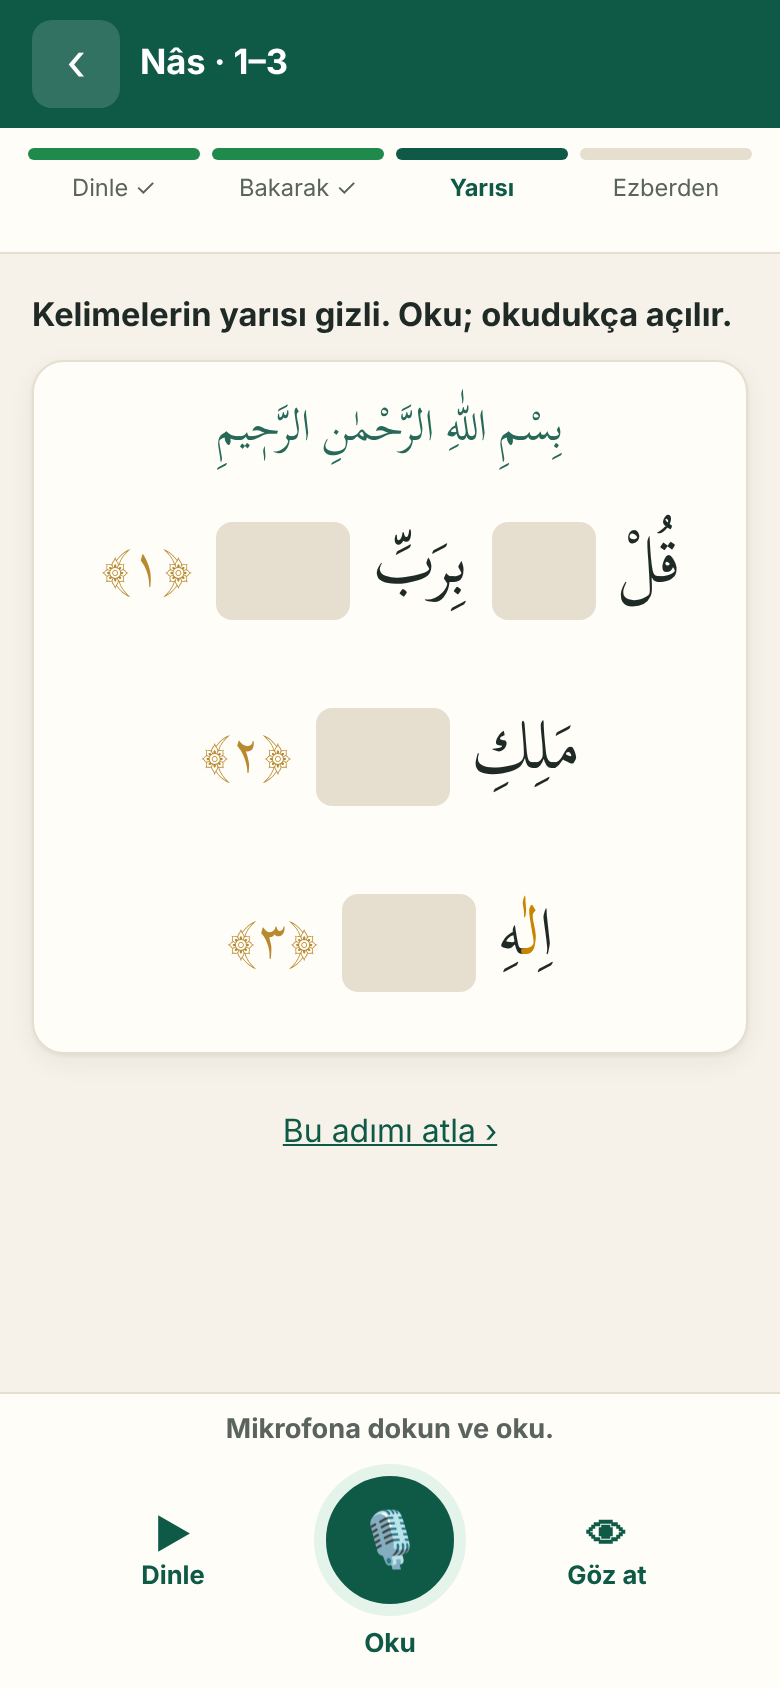 ‹ Nâs · 1–3
Dinle ✓ Bakarak ✓ Yarısı Ezberden
Kelimelerin yarısı gizli. Oku; okudukça açılır.
بِسْمِ اللّٰهِ الرَّحْمٰنِ الرَّح۪يمِ
قُلْ بِرَبِّ ﴿١﴾
مَلِكِ ﴿٢﴾
اِلٰهِ ﴿٣﴾
Bu adımı atla ›
Mikrofona dokun ve oku.
Dinle Göz at
Oku